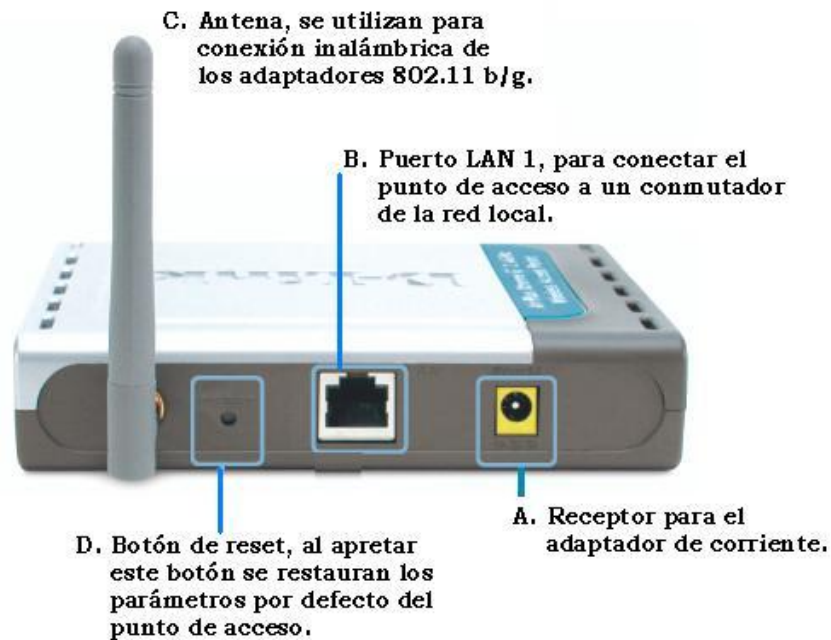 C. Antena, se utilizan para
conexión inalámbrica de
los adaptadores 802.11 b/g.
B. Puerto LAN 1, para conectar el
punto de acceso a un conmutador
de la red local.
D-Link
A. Receptor para el
adaptador de corriente.
D. Botón de reset, al apretar
este botón se restauran los
parámetros por defecto del
punto de acceso.